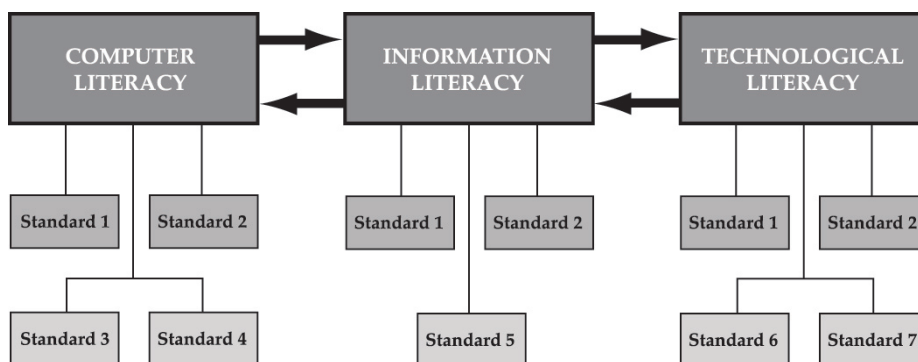 COMPUTER
LITERACY
INFORMATION
LITERACY
TECHNOLOGICAL
LITERACY
Standard 1
Standard 2
Standard 1
Standard 2
Standard 1
Standard 2
Standard 3
Standard 4
Standard 5
Standard 6
Standard 7